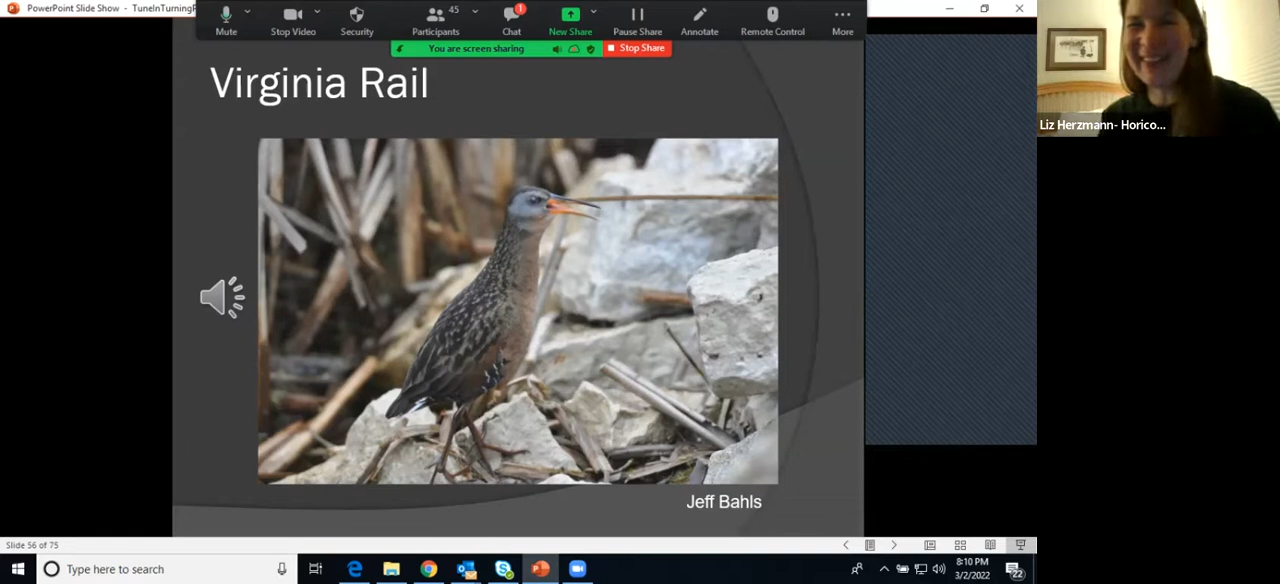 PowerPoint Slide Show - TuneInTurningP
45
1
Mute
Stop Video
Security
Participants
Chat
New Share
Pause Share
Annotate
Remote Control
More
You are screen sharing
Stop Share
Virginia Rail
Liz Herzmann- Horico...
Jeff Bahls
Slide 56 of 75
Type here to search
8:10 PM
3/2/2022
22